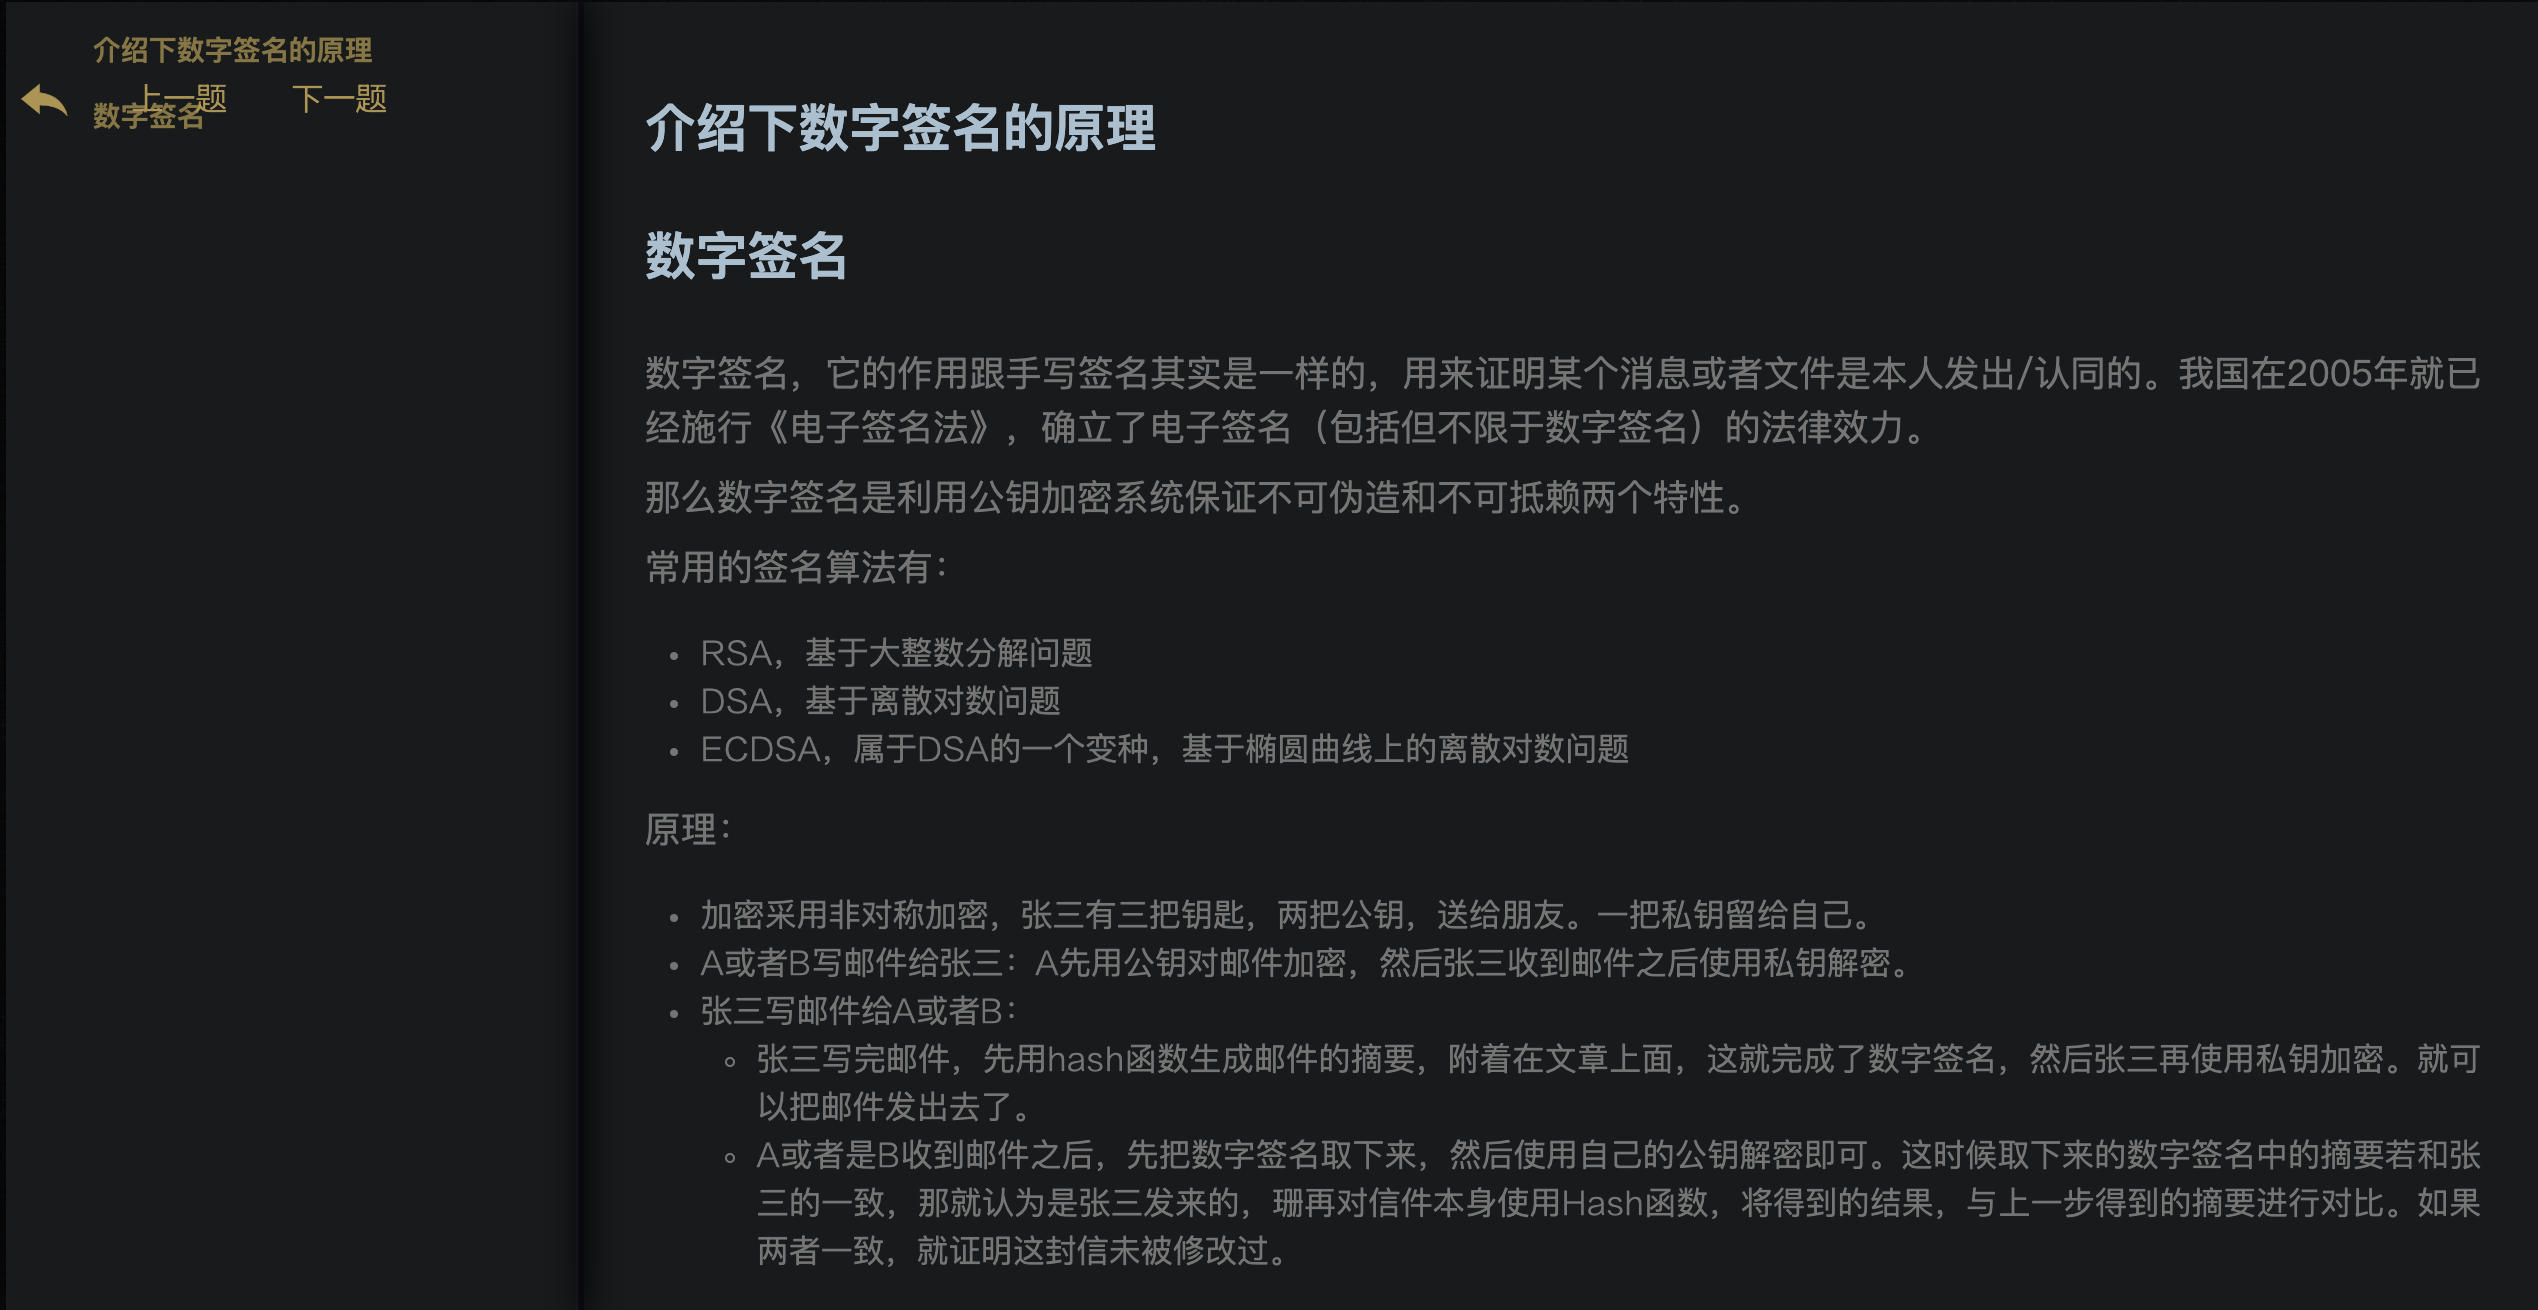 介绍下数字签名的原理
上一题 下一题
数字签名
介绍下数字签名的原理
数字签名
数字签名，它的作用跟手写签名其实是一样的，用来证明某个消息或者文件是本人发出/认同的。我国在2005年就已
经施行《电子签名法》，确立了电子签名（包括但不限于数字签名）的法律效力。
那么数字签名是利用公钥加密系统保证不可伪造和不可抵赖两个特性。
常用的签名算法有：
• RSA，基于大整数分解问题
• DSA，基于离散对数问题
• ECDSA，属于DSA的一个变种，基于椭圆曲线上的离散对数问题
原理：
• 加密采用非对称加密，张三有三把钥匙，两把公钥，送给朋友。一把私钥留给自己。
• A或者B写邮件给张三：A先用公钥对邮件加密，然后张三收到邮件之后使用私钥解密。
• 张三写邮件给A或者B：
◦ 张三写完邮件，先用hash函数生成邮件的摘要，附着在文章上面，这就完成了数字签名，然后张三再使用私钥加密。就可
以把邮件发出去了。
◦ A或者是B收到邮件之后，先把数字签名取下来，然后使用自己的公钥解密即可。这时候取下来的数字签名中的摘要若和张
三的一致，那就认为是张三发来的，珊再对信件本身使用Hash函数，将得到的结果，与上一步得到的摘要进行对比。如果
两者一致，就证明这封信未被修改过。